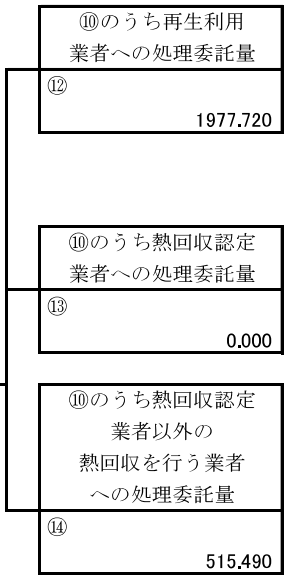 ⑩のうち再生利用
業者への処理委託量
⑫
1977.720
⑩のうち熱回収認定
業者への処理委託量
⑬
0.000
⑩のうち熱回収認定
業者以外の
熱回収を行う業者
への処理委託量
⑭
515.490